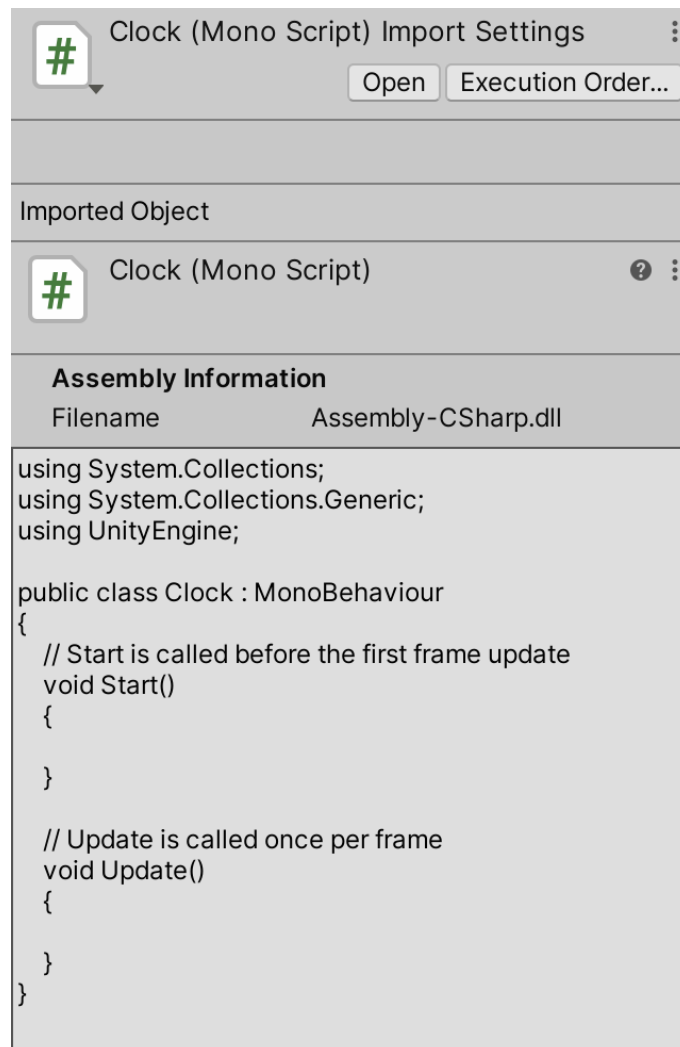 #
Clock (Mono Script) Import Settings
Open
Execution Order...
Imported Object
#
Clock (Mono Script)
?
Assembly Information
Filename Assembly-CSharp.dll
using System.Collections;
using System.Collections.Generic;
using UnityEngine;
public class Clock : MonoBehaviour
{
// Start is called before the first frame update
void Start()
{
}
// Update is called once per frame
void Update()
{
}
}